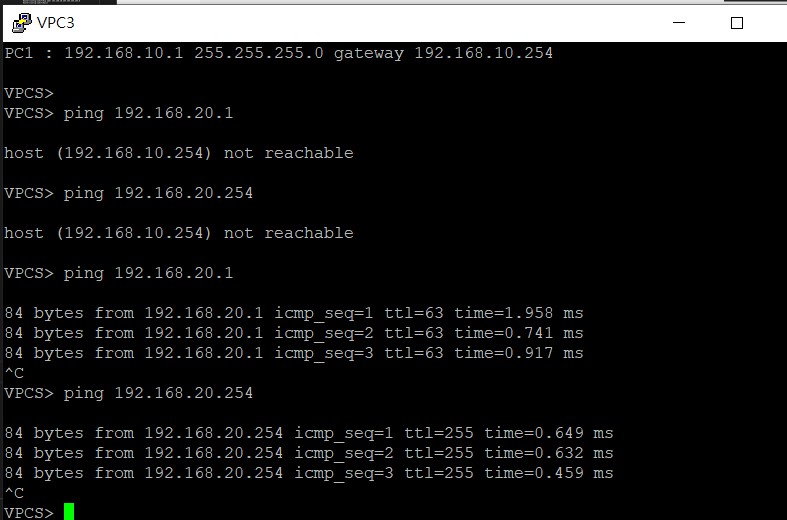 VPC3
PC1 : 192.168.10.1 255.255.255.0 gateway 192.168.10.254
VPCS>
VPCS> ping 192.168.20.1
host (192.168.10.254) not reachable
VPCS> ping 192.168.20.254
host (192.168.10.254) not reachable
VPCS> ping 192.168.20.1
84 bytes from 192.168.20.1 icmp_seq=1 ttl=63 time=1.958 ms
84 bytes from 192.168.20.1 icmp_seq=2 ttl=63 time=0.741 ms
84 bytes from 192.168.20.1 icmp_seq=3 ttl=63 time=0.917 ms
^C
VPCS> ping 192.168.20.254
84 bytes from 192.168.20.254 icmp_seq=1 ttl=255 time=0.649 ms
84 bytes from 192.168.20.254 icmp_seq=2 ttl=255 time=0.632 ms
84 bytes from 192.168.20.254 icmp_seq=3 ttl=255 time=0.459 ms
^C
VPCS>